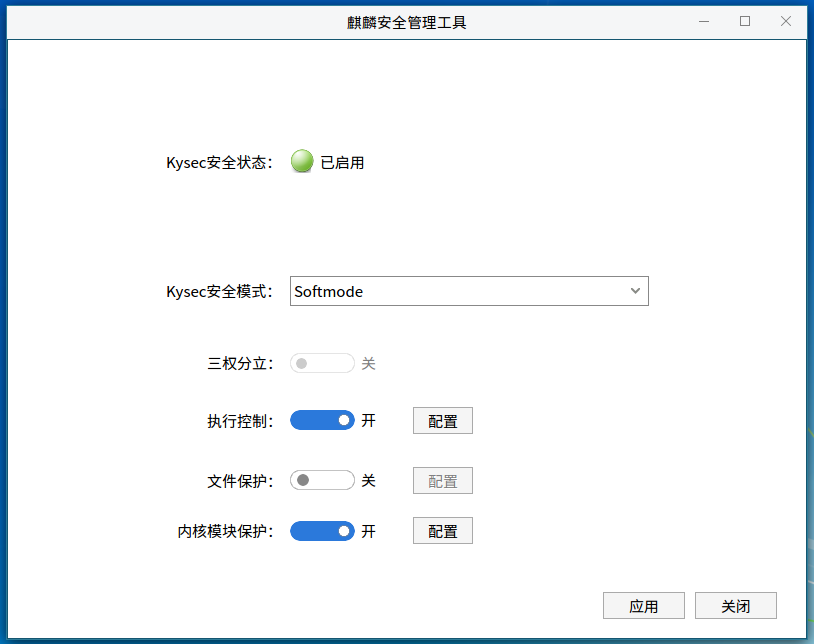 麒麟安全管理工具
Kysec安全状态： 已启用
Kysec安全模式： Softmode
三权分立： 关
执行控制： 开 配置
文件保护： 关 配置
内核模块保护： 开 配置
应用 关闭